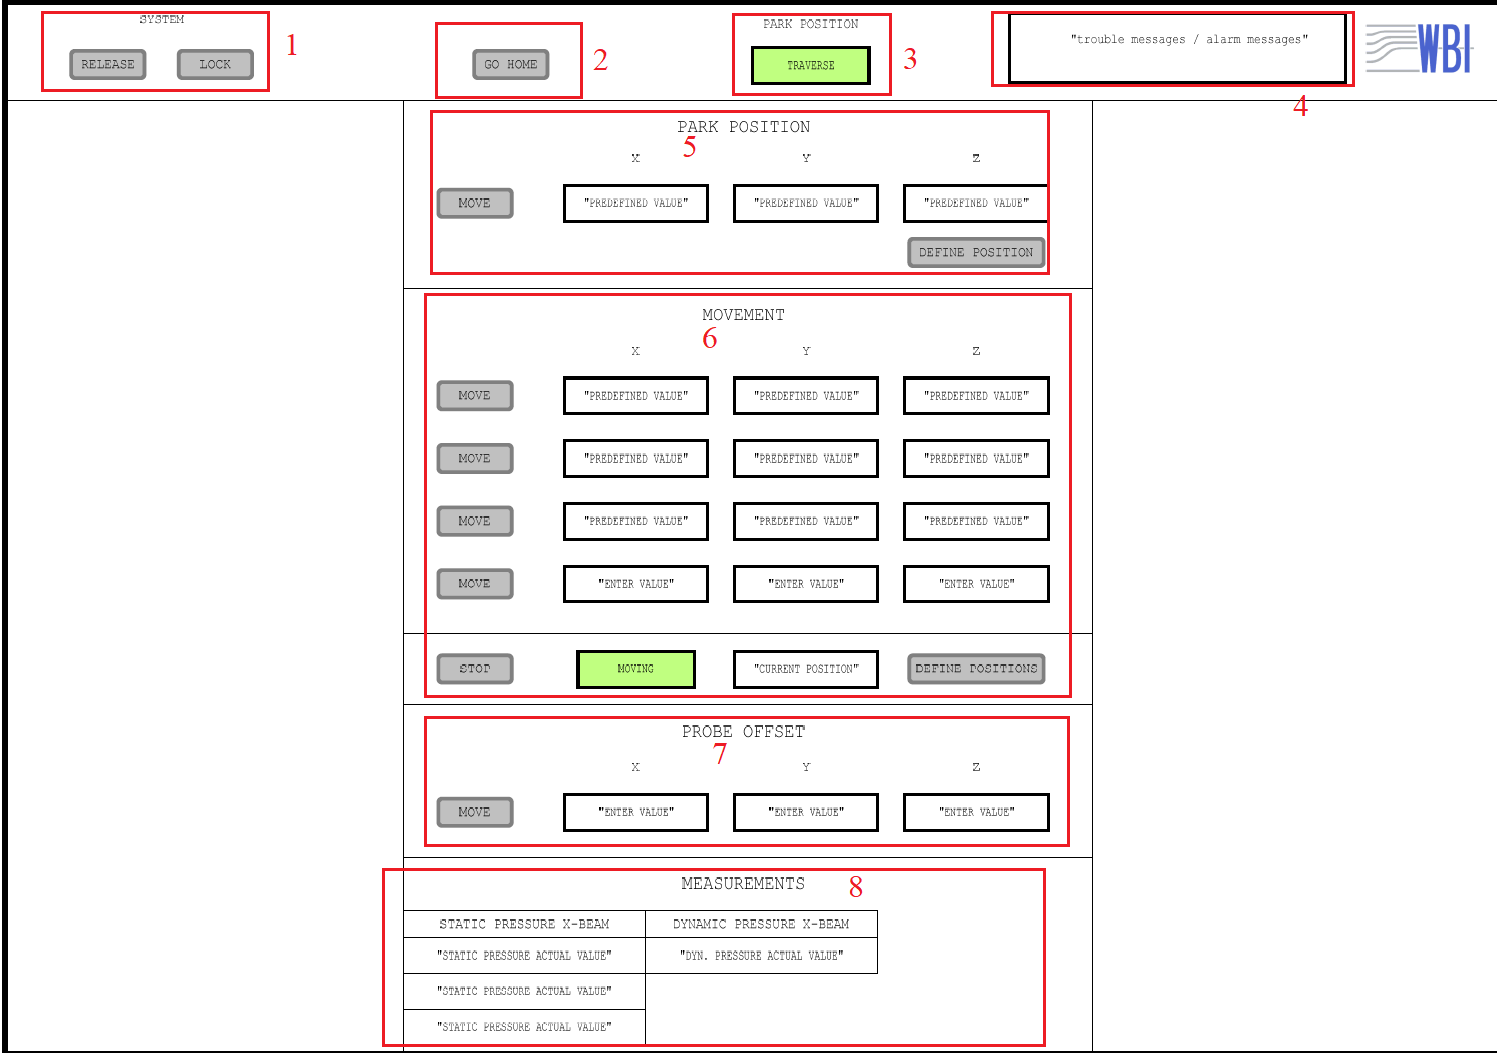 SYSTEM
RELEASE LOCK 1
GO HOME 2
PARK POSITION
TRAVERSE 3
"trouble messages / alarm messages"
WBI
4
PARK POSITION
5
X Y Z
MOVE "PREDEFINED VALUE" "PREDEFINED VALUE" "PREDEFINED VALUE"
DEFINE POSITION
MOVEMENT
6
X Y Z
MOVE "PREDEFINED VALUE" "PREDEFINED VALUE" "PREDEFINED VALUE"
MOVE "PREDEFINED VALUE" "PREDEFINED VALUE" "PREDEFINED VALUE"
MOVE "PREDEFINED VALUE" "PREDEFINED VALUE" "PREDEFINED VALUE"
MOVE "ENTER VALUE" "ENTER VALUE" "ENTER VALUE"
STOP MOVING "CURRENT POSITION" DEFINE POSITIONS
PROBE OFFSET
7
X Y Z
MOVE "ENTER VALUE" "ENTER VALUE" "ENTER VALUE"
MEASUREMENTS 8
STATIC PRESSURE X-BEAM DYNAMIC PRESSURE X-BEAM
"STATIC PRESSURE ACTUAL VALUE" "DYN. PRESSURE ACTUAL VALUE"
"STATIC PRESSURE ACTUAL VALUE"
"STATIC PRESSURE ACTUAL VALUE"